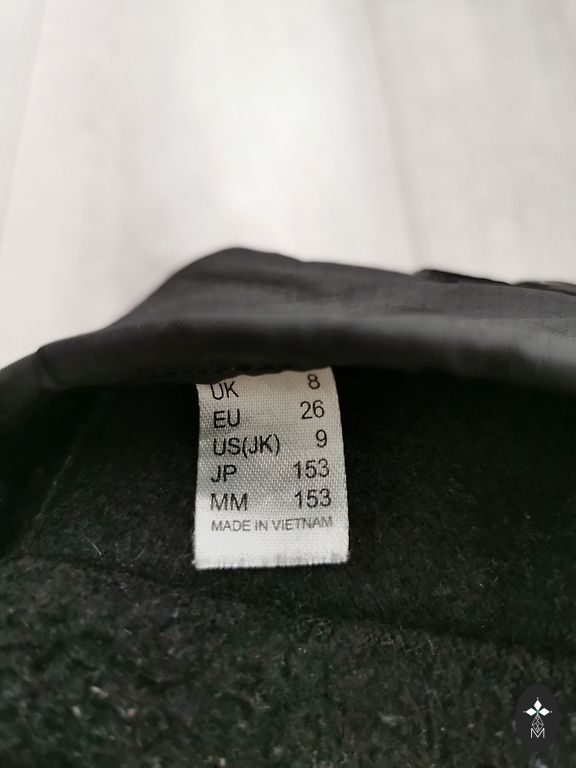 UK 8
EU 26
US(JK) 9
JP 153
MM 153
MADE IN VIETNAM
M